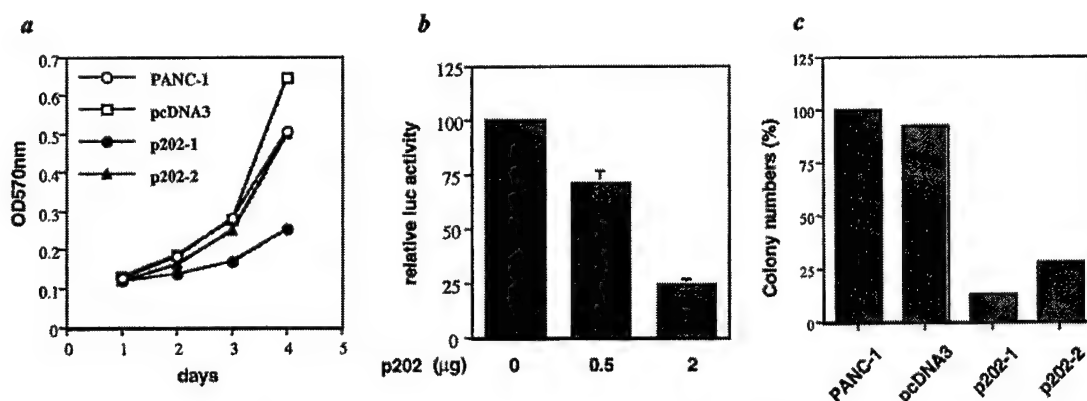 a
0.7
0.6
0.5
0.4
0.3
0.2
0.1
0
OD570nm
PANC-1
pcDNA3
p202-1
p202-2
0 1 2 3 4 5
days
b
125
100
75
50
25
0
relative luc activity
p202 (µg) 0 0.5 2
c
125
100
75
50
25
0
Colony numbers (%)
PANC-1
pcDNA3
p202-1
p202-2